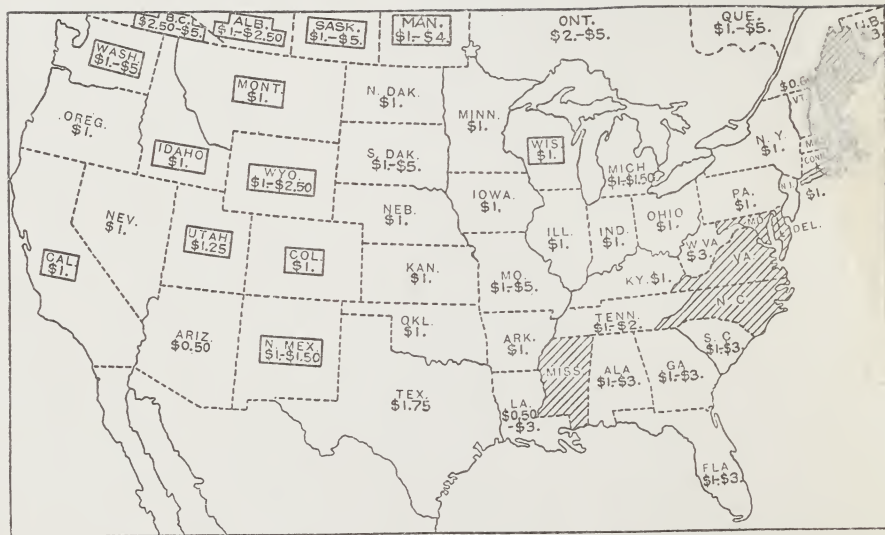 B.C.
$2.50-$5.
ALB.
$1.-$2.50
SASK.
$1.-$5.
MAN.
$1.-$4.
ONT.
$2.-$5.
QUE.
$1.-$5.
N.B.
3.
WASH.
$1.-$5
MONT.
$1.
N. DAK.
$1.
MINN.
$1.
WIS
$1.
MICH
$1-$1.50
N.Y.
$1.
VT.
CONN.
OREG.
$1.
IDAHO
$1.
WYO.
$1.-$2.50
S. DAK
$1.-$5.
IOWA.
$1.
PA.
$1.
N.J.
$1.
NEV.
$1.
UTAH
$1.25
COL.
$1.
NEB.
$1.
ILL.
$1.
IND.
$1.
OHIO
$1.
W VA.
$3.
MD.
DEL.
VA.
CAL.
$1.
KAN.
$1.
MO.
$1.-$5.
KY. $1.
N. C.
ARIZ.
$0.50
N. MEX.
$1.-$1.50
OKL.
$1.
ARK.
$1.
TENN.
$1.-$2.
S. C
$1-$3.
TEX.
$1.75
LA.
$0.50
-$3.
MISS.
ALA
$1.-$3.
GA.
$1.-$3.
FLA
$1.-$3.